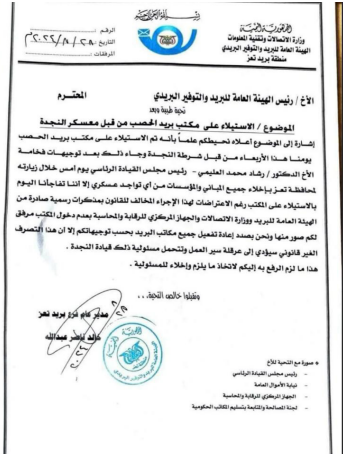 الجمهورية اليمنية
وزارة الاتصالات وتقنية المعلومات
الهيئة العامة للبريد والتوفير البريدي
منطقة بريد تعز
الرقم :
التاريخ : ٢٠٢٤/٨/٢٨م
المرفقات :
الأخ / رئيس الهيئة العامة للبريد والتوفير البريدي المحترم
تحية طيبة وبعد
الموضوع / الاستيلاء على مكتب بريد الحصب من قبل معسكر النجدة
إشارة إلى الموضوع أعلاه نحيطكم علماً بأنه تم الاستيلاء على مكتب بريد الحصب
يومنا هذا الأربعاء من قبل شرطة النجدة وجاء ذلك بعد توجيهات فخامة
الأخ الدكتور / رشاد محمد العليمي - رئيس مجلس القيادة الرئاسي يوم امس خلال زيارته
لمحافظة تعز بإخلاء جميع المباني والمؤسسات من أي تواجد عسكري إلا أننا تفاجأنا اليوم
بالاستيلاء على المكتب رغم الاعتراضات لهذا الإجراء المخالف للقانون بمذكرات رسمية صادرة من
الهيئة العامة للبريد ووزارة الاتصالات والجهاز المركزي للرقابة والمحاسبة بعدم دخول المكتب مرفق
لكم صور منها ونحن بصدد إعادة تفعيل جميع مكاتب البريد بحسب توجيهاتكم إلا ان هذا التصرف
الغير قانوني سيؤدي إلى عرقلة سير العمل وتتحمل مسئولية ذلك قيادة النجدة .
هذا ما لزم الرفع به إليكم لاتخاذ ما يلزم وإخلاء للمسئولية .
وتقبلوا خالص التحية ،،،
مدير عام فرع بريد تعز
خالد ناصر عبدالله
صورة مع التحية للأخ
- رئيس مجلس القيادة الرئاسي
- نيابة الأموال العامة
- الجهاز المركزي للرقابة والمحاسبة
- لجنة المصالحة والمتابعة بتسليم المكاتب الحكومية